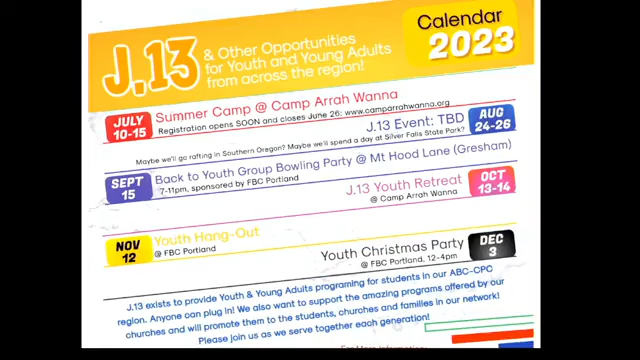 J.13
& Other Opportunities
for Youth and Young Adults
from across the region!
Calendar
2023
JULY
10-15
Summer Camp @ Camp Arrah Wanna
Registration opens SOON and closes June 26: www.camparrahwanna.org
J.13 Event: TBD
Maybe we'll go rafting in Southern Oregon? Maybe we'll spend a day at Silver Falls State Park?
AUG
24-26
SEPT
15
Back to Youth Group Bowling Party @ Mt Hood Lane (Gresham)
7-11pm, sponsored by FBC Portland
J.13 Youth Retreat
@ Camp Arrah Wanna
OCT
13-14
NOV
12
Youth Hang-Out
@ FBC Portland
Youth Christmas Party
@ FBC Portland, 12-4pm
DEC
3
J.13 exists to provide Youth & Young Adults programing for students in our ABC-CPC
region. Anyone can plug in! We also want to support the amazing programs offered by our
churches and will promote them to the students, churches and families in our network!
Please join us as we serve together each generation!
For More Information: